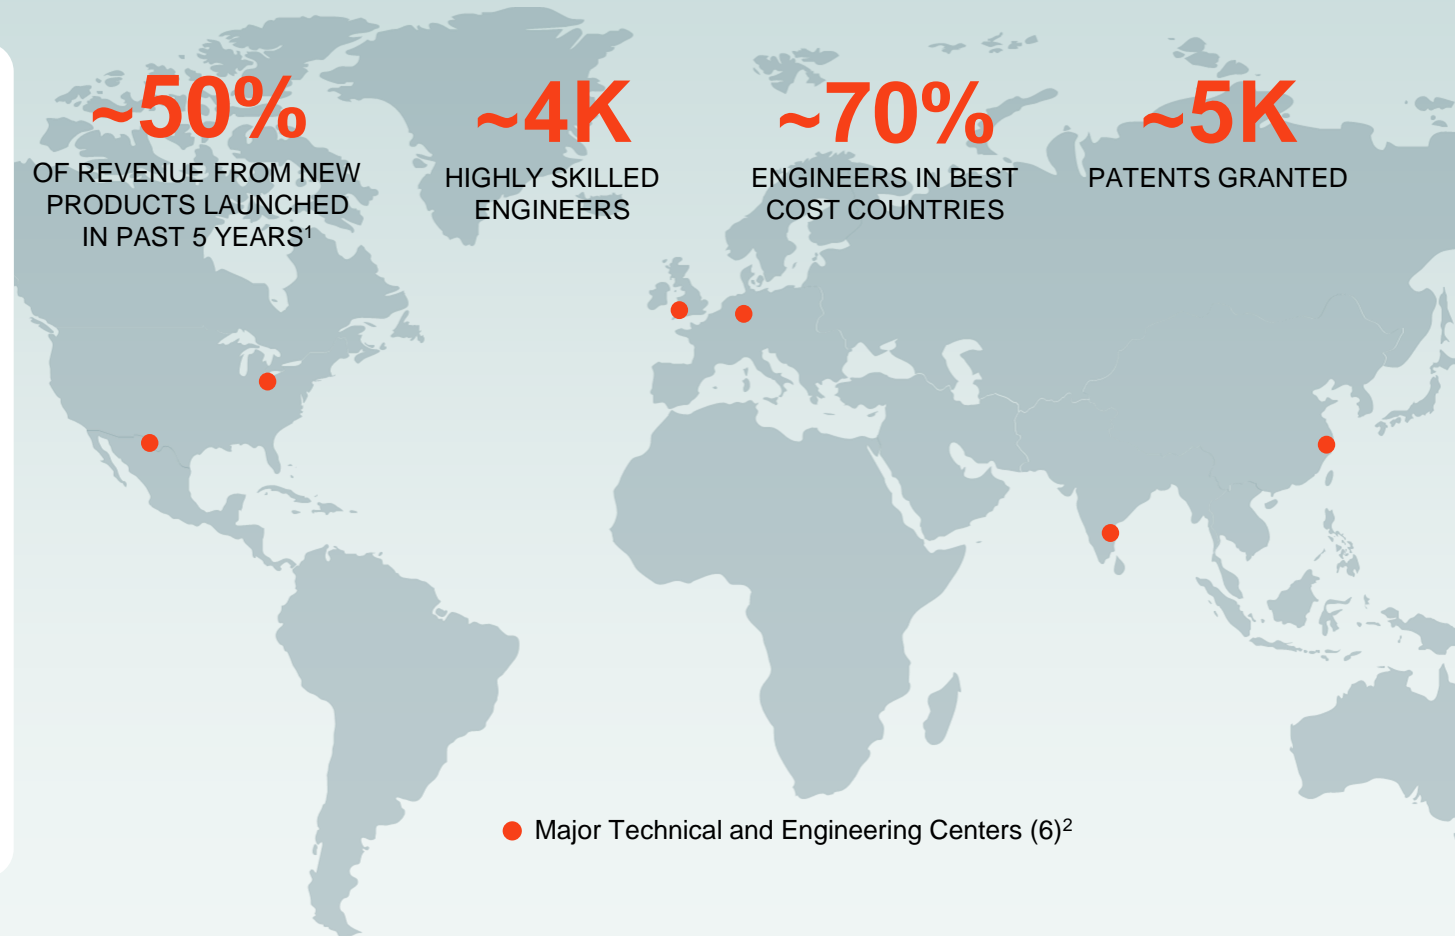 ~50%
OF REVENUE FROM NEW
PRODUCTS LAUNCHED
IN PAST 5 YEARS¹
~4K
HIGHLY SKILLED
ENGINEERS
~70%
ENGINEERS IN BEST
COST COUNTRIES
~5K
PATENTS GRANTED
Major Technical and Engineering Centers (6)²